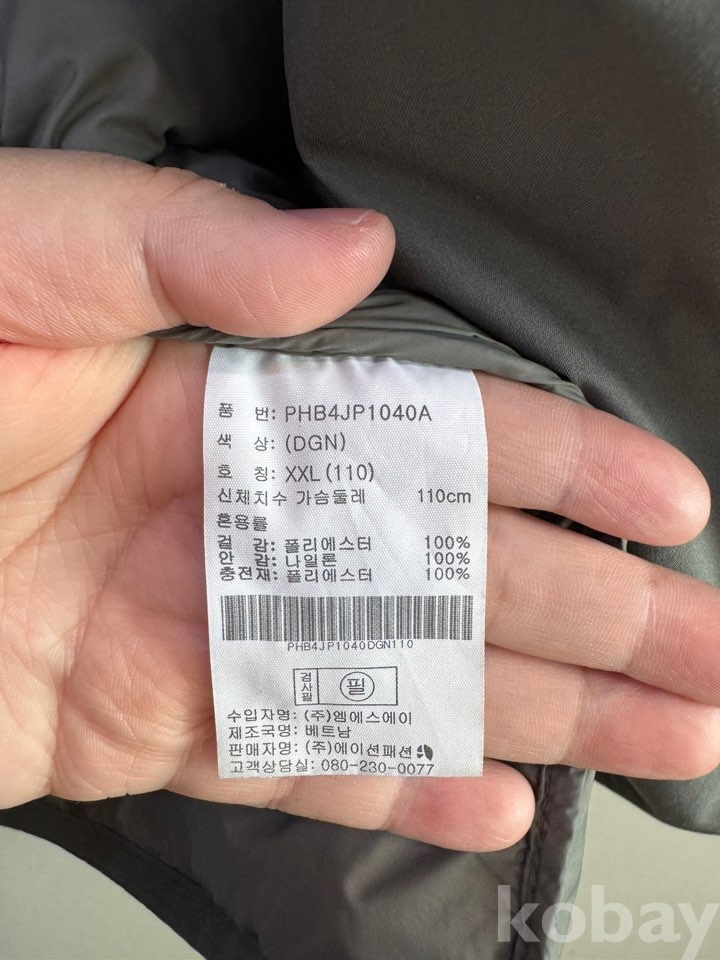 품 번: PHB4JP1040A
색 상: (DGN)
호 칭: XXL(110)
신체치수 가슴둘레 110cm
혼용률
겉 감: 폴리에스터 100%
안 감: 나일론 100%
충전재: 폴리에스터 100%
PHB4JP1040DGN110
검사필 필
수입자명: (주)엠에스에이
제조국명: 베트남
판매자명: (주)에이션패션
고객상담실: 080-230-0077
kobay